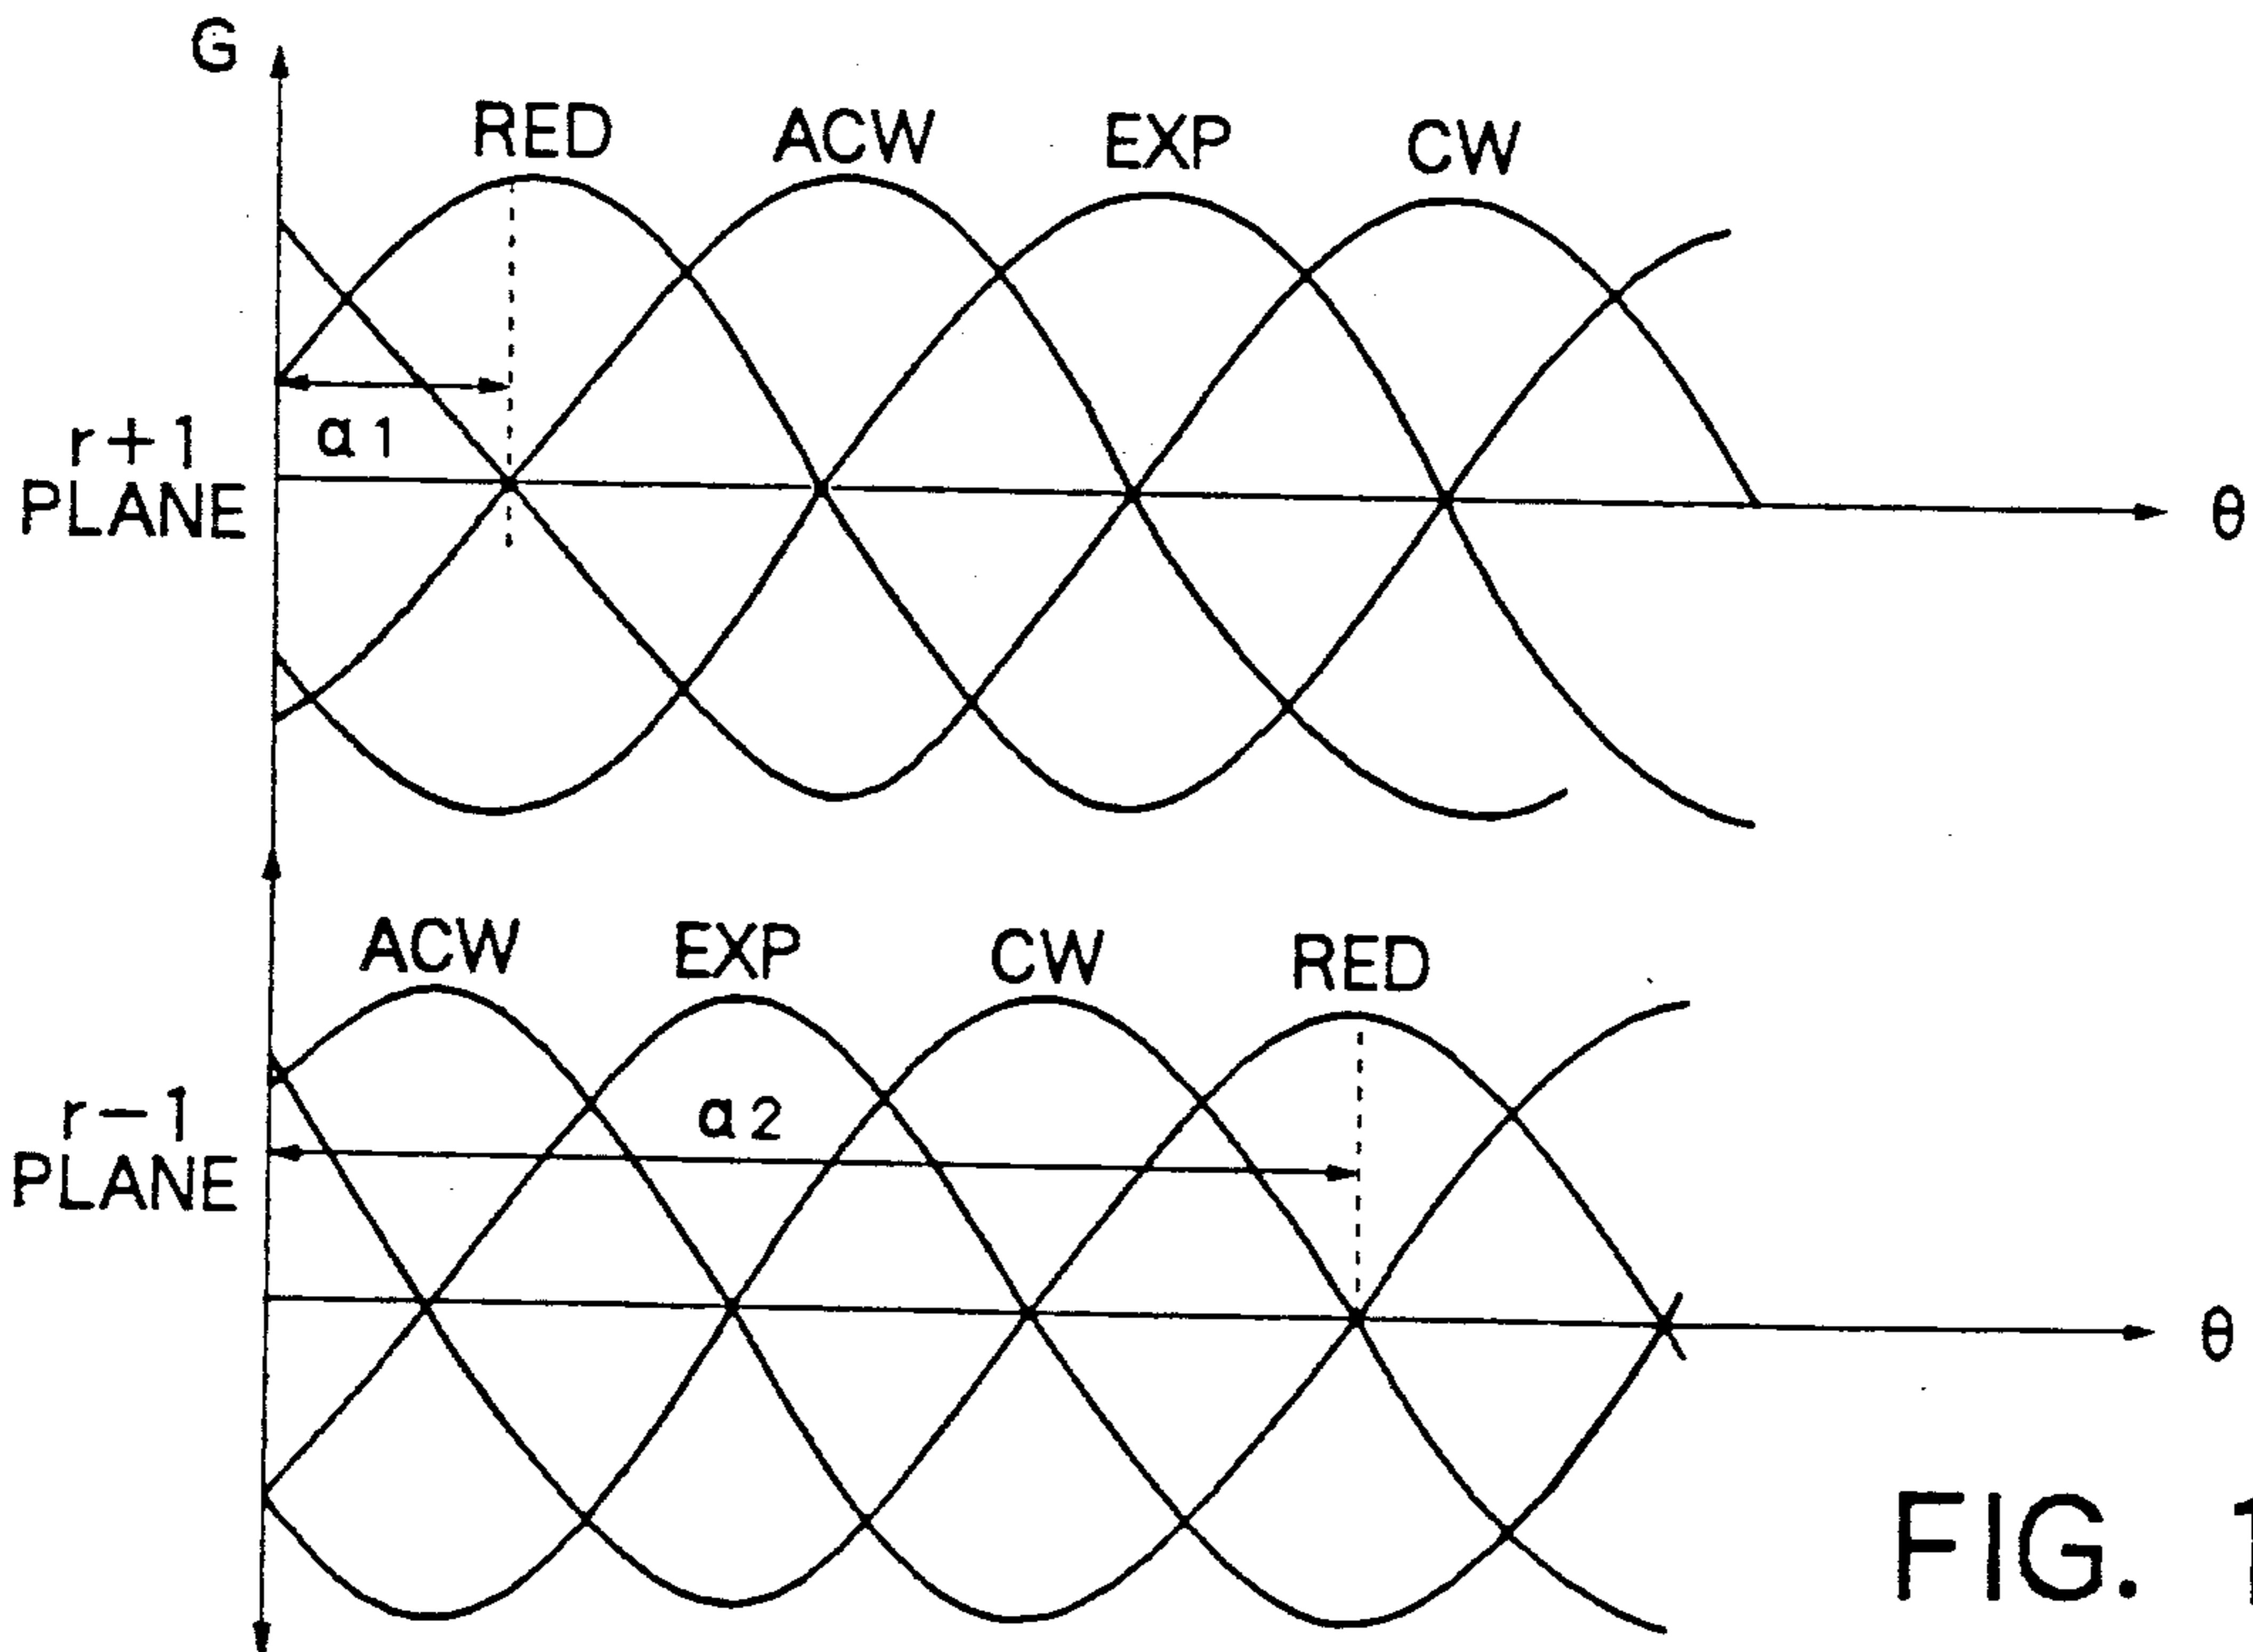 G
RED ACW EXP CW
α1
r+1
PLANE
θ
ACW EXP CW RED
α2
r−1
PLANE
θ
FIG. 1